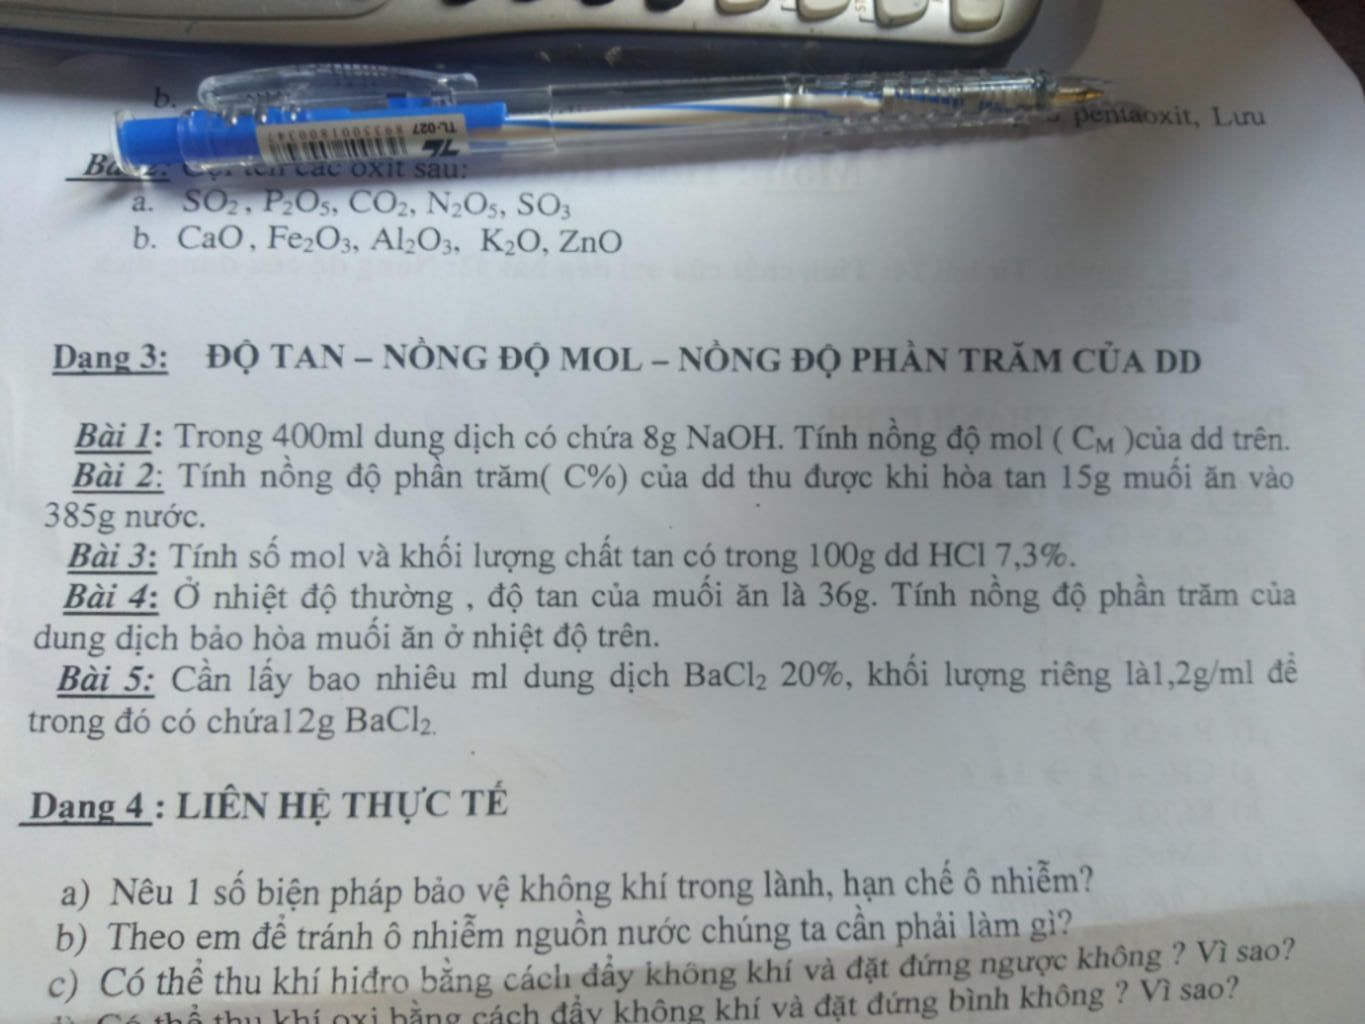 b.
pentaoxit, Lưu
TL-027
8935001800347
các oxit sau:
a. SO₂, P₂O₅, CO₂, N₂O₅, SO₃
b. CaO, Fe₂O₃, Al₂O₃, K₂O, ZnO
Dạng 3: ĐỘ TAN – NỒNG ĐỘ MOL – NỒNG ĐỘ PHẦN TRĂM CỦA DD
Bài 1: Trong 400ml dung dịch có chứa 8g NaOH. Tính nồng độ mol ( C_M )của dd trên.
Bài 2: Tính nồng độ phần trăm( C%) của dd thu được khi hòa tan 15g muối ăn vào
385g nước.
Bài 3: Tính số mol và khối lượng chất tan có trong 100g dd HCl 7,3%.
Bài 4: Ở nhiệt độ thường , độ tan của muối ăn là 36g. Tính nồng độ phần trăm của
dung dịch bảo hòa muối ăn ở nhiệt độ trên.
Bài 5: Cần lấy bao nhiêu ml dung dịch BaCl₂ 20%, khối lượng riêng là1,2g/ml để
trong đó có chứa12g BaCl₂.
Dạng 4 : LIÊN HỆ THỰC TẾ
a) Nêu 1 số biện pháp bảo vệ không khí trong lành, hạn chế ô nhiễm?
b) Theo em để tránh ô nhiễm nguồn nước chúng ta cần phải làm gì?
c) Có thể thu khí hiđro bằng cách đẩy không khí và đặt đứng ngược không ? Vì sao?
Có thể thu khí oxi bằng cách đẩy không khí và đặt đứng bình không ? Vì sao?